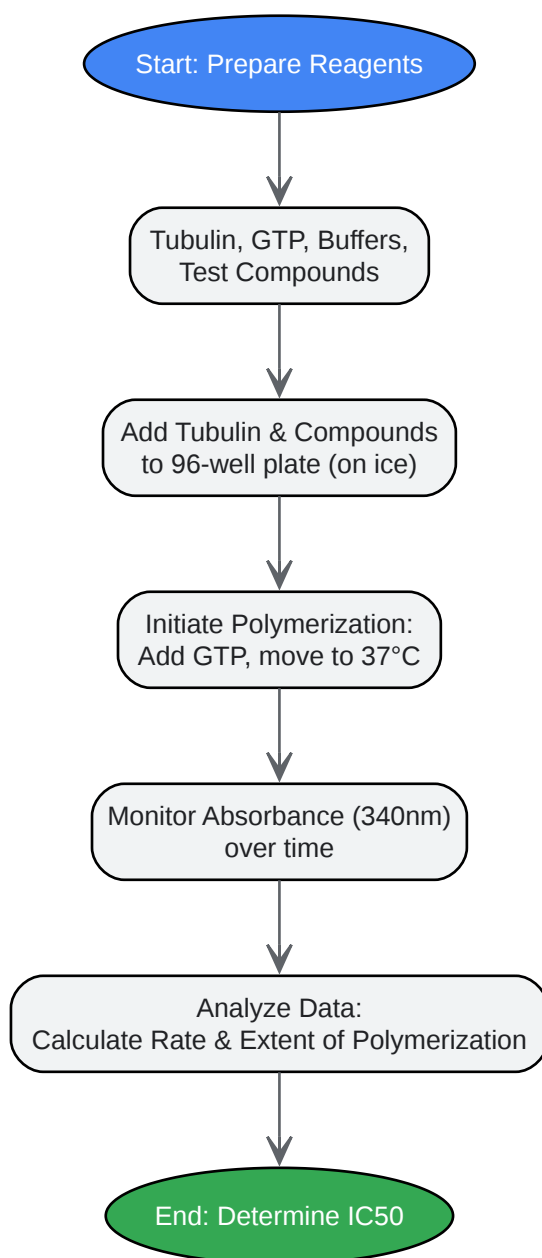 Start: Prepare Reagents
Tubulin, GTP, Buffers,
Test Compounds
Add Tubulin & Compounds
to 96-well plate (on ice)
Initiate Polymerization:
Add GTP, move to 37°C
Monitor Absorbance (340nm)
over time
Analyze Data:
Calculate Rate & Extent of Polymerization
End: Determine IC50